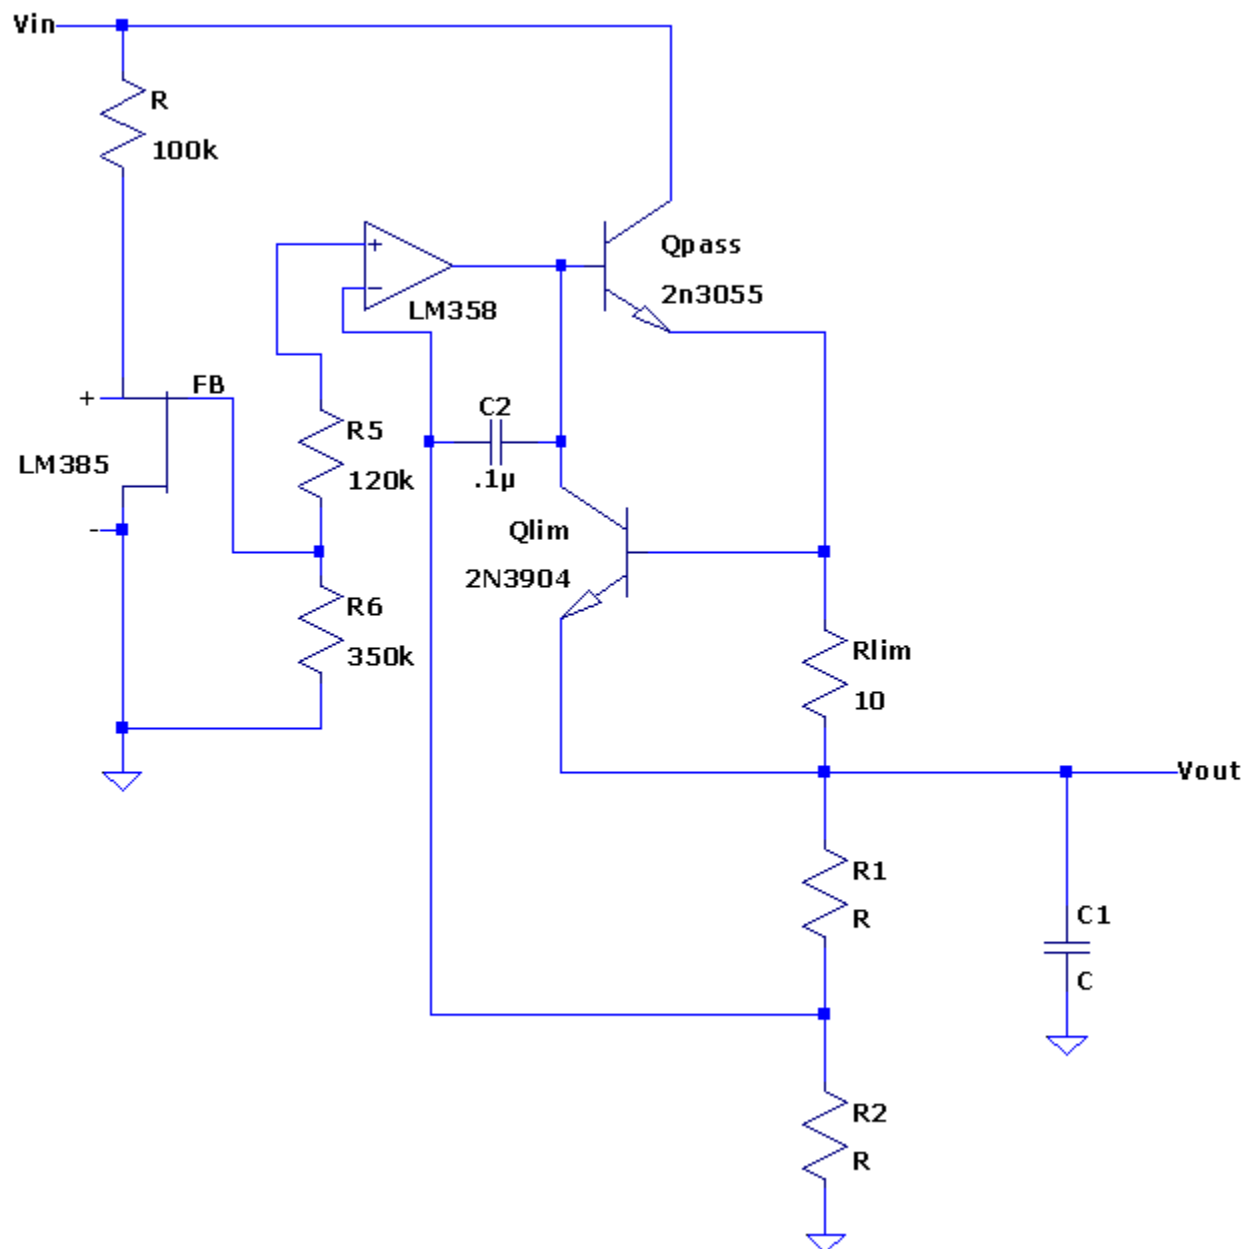 Vin
R
100k
Qpass
2n3055
+
-
LM358
+
FB
LM385
-
R5
120k
C2
.1µ
Qlim
2N3904
R6
350k
Rlim
10
Vout
R1
R
C1
C
R2
R